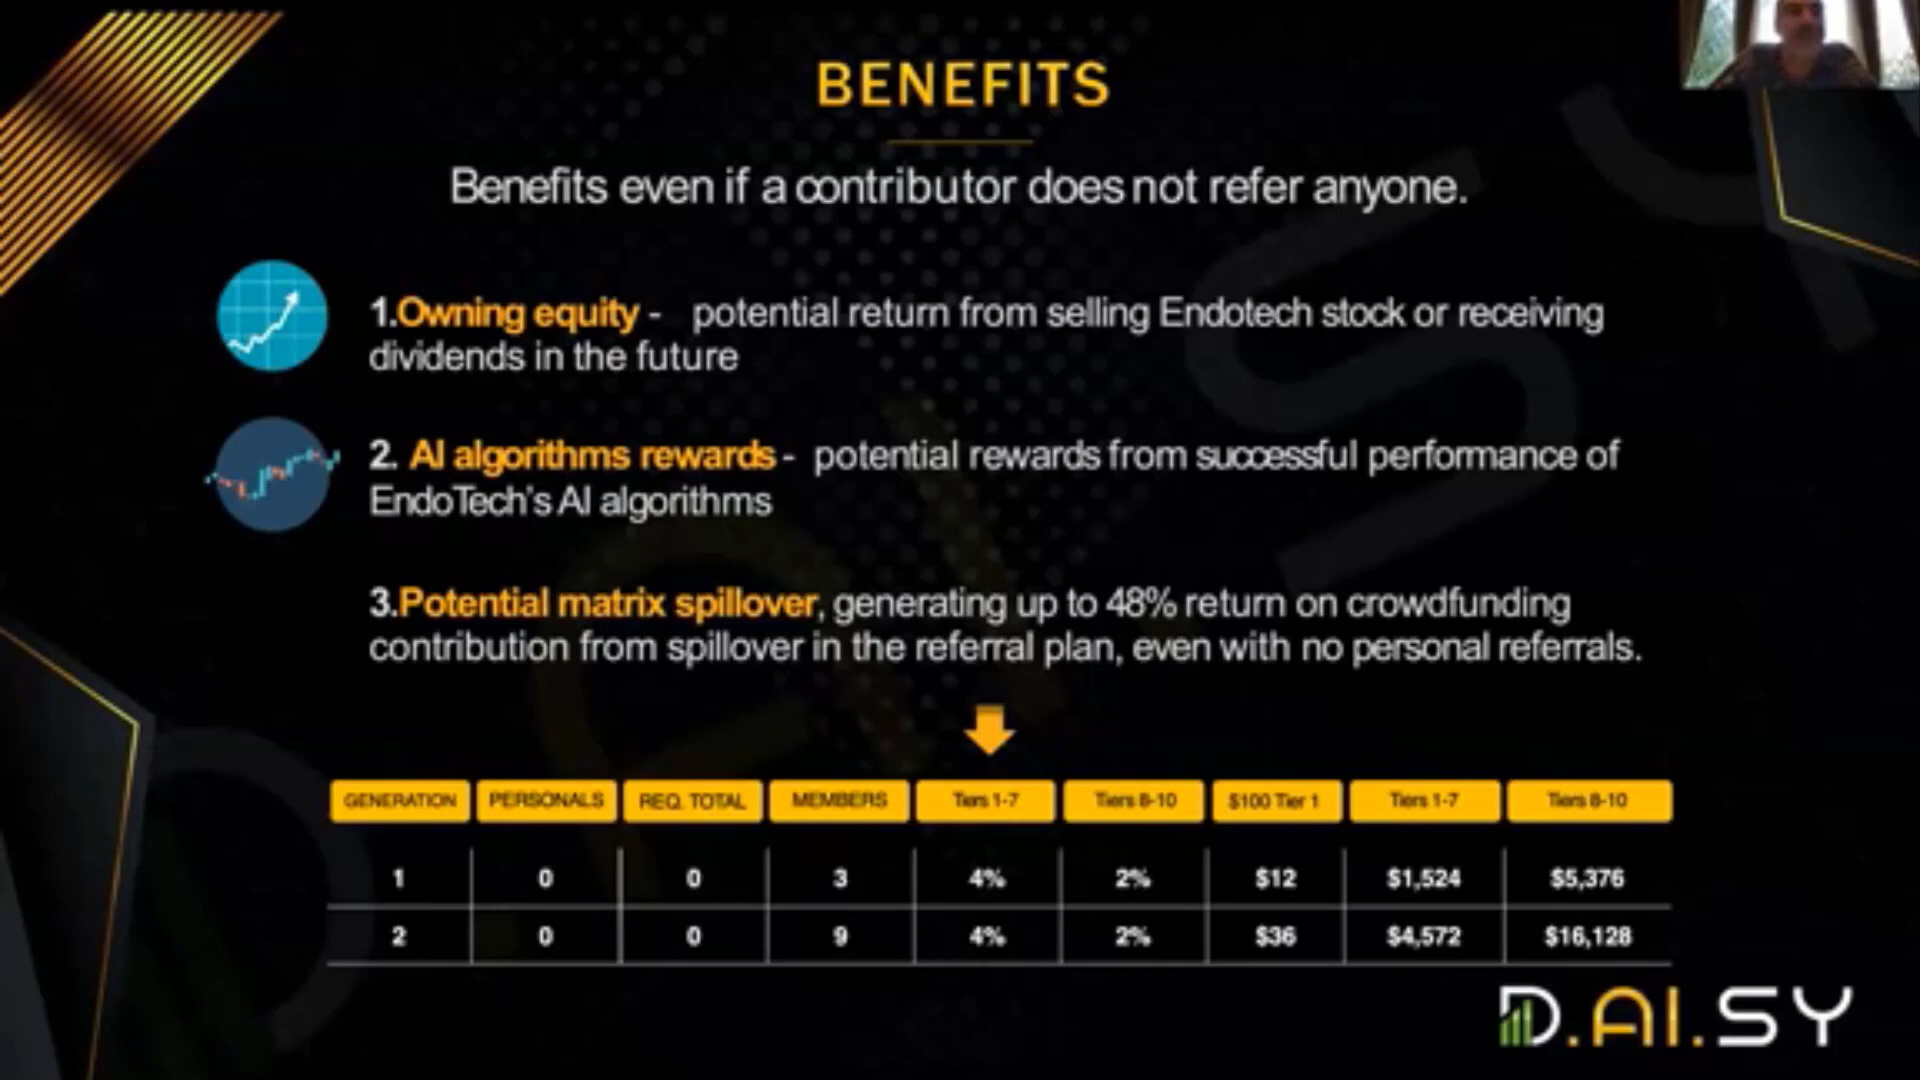 BENEFITS
Benefits even if a contributor does not refer anyone.
1.Owning equity - potential return from selling Endotech stock or receiving
dividends in the future
2. AI algorithms rewards - potential rewards from successful performance of
EndoTech's AI algorithms
3.Potential matrix spillover, generating up to 48% return on crowdfunding
contribution from spillover in the referral plan, even with no personal referrals.
GENERATION PERSONALS REQ. TOTAL MEMBERS Tiers 1-7 Tiers 8-10 $100 Tier 1 Tiers 1-7 Tiers 8-10
1 0 0 3 4% 2% $12 $1,524 $5,376
2 0 0 9 4% 2% $36 $4,572 $16,128
D.AI.SY